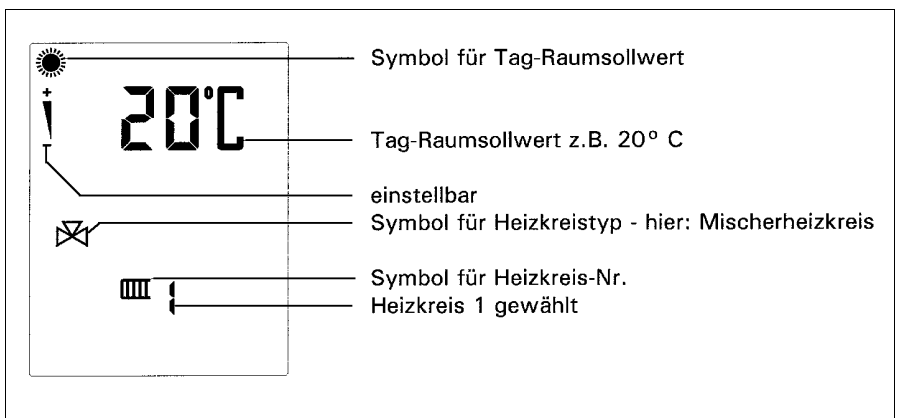 Symbol für Tag-Raumsollwert
+
20°C
Tag-Raumsollwert z.B. 20° C
einstellbar
Symbol für Heizkreistyp - hier: Mischerheizkreis
Symbol für Heizkreis-Nr.
1
Heizkreis 1 gewählt